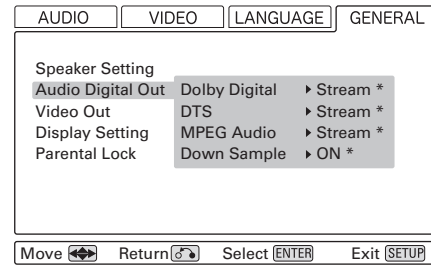 AUDIO VIDEO LANGUAGE GENERAL
Speaker Setting
Audio Digital Out Dolby Digital Stream *
Video Out DTS Stream *
Display Setting MPEG Audio Stream *
Parental Lock Down Sample ON *
Move Return Select ENTER Exit SETUP